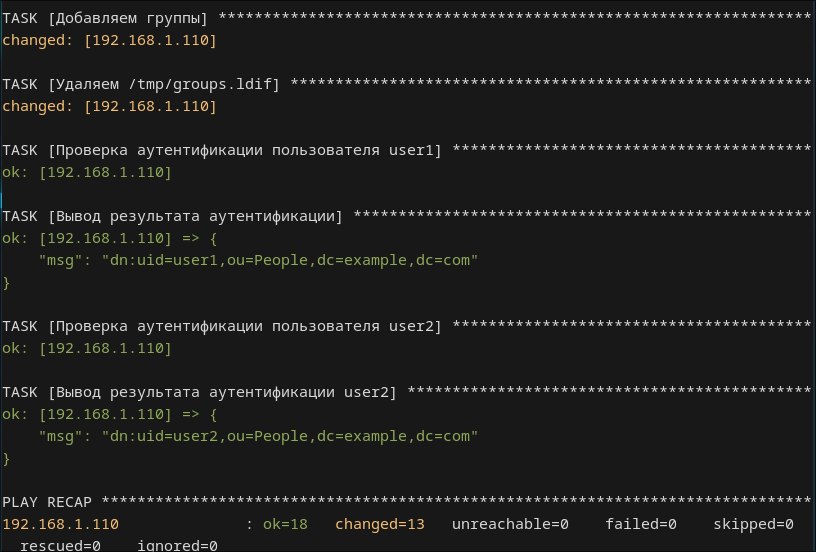 TASK [Добавляем группы] ******************************************************************
changed: [192.168.1.110]
TASK [Удаляем /tmp/groups.ldif] **********************************************************
changed: [192.168.1.110]
TASK [Проверка аутентификации пользователя user1] ****************************************
ok: [192.168.1.110]
TASK [Вывод результата аутентификации] ***************************************************
ok: [192.168.1.110] => {
"msg": "dn:uid=user1,ou=People,dc=example,dc=com"
}
TASK [Проверка аутентификации пользователя user2] ****************************************
ok: [192.168.1.110]
TASK [Вывод результата аутентификации user2] *********************************************
ok: [192.168.1.110] => {
"msg": "dn:uid=user2,ou=People,dc=example,dc=com"
}
PLAY RECAP *******************************************************************************
192.168.1.110 : ok=18 changed=13 unreachable=0 failed=0 skipped=0
rescued=0 ignored=0